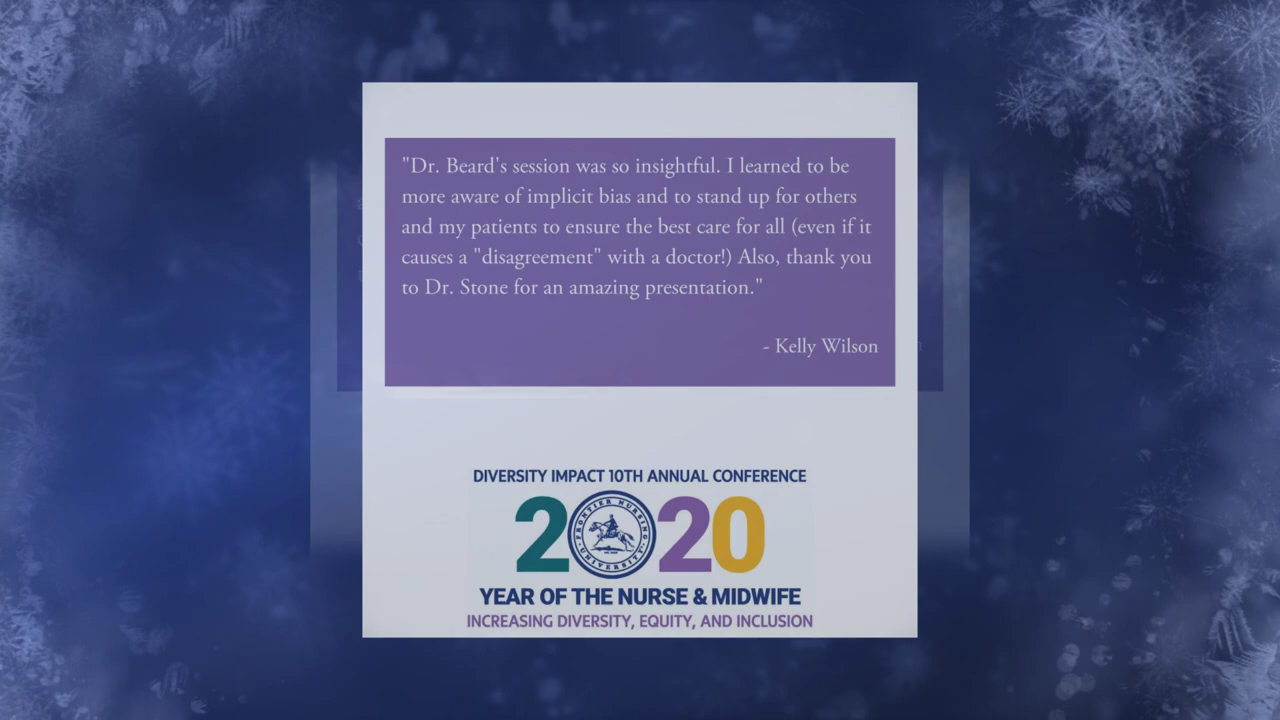 "Dr. Beard's session was so insightful. I learned to be
more aware of implicit bias and to stand up for others
and my patients to ensure the best care for all (even if it
causes a "disagreement" with a doctor!) Also, thank you
to Dr. Stone for an amazing presentation."
- Kelly Wilson
DIVERSITY IMPACT 10TH ANNUAL CONFERENCE
2020
FRONTIER NURSING
UNIVERSITY
YEAR OF THE NURSE & MIDWIFE
INCREASING DIVERSITY, EQUITY, AND INCLUSION